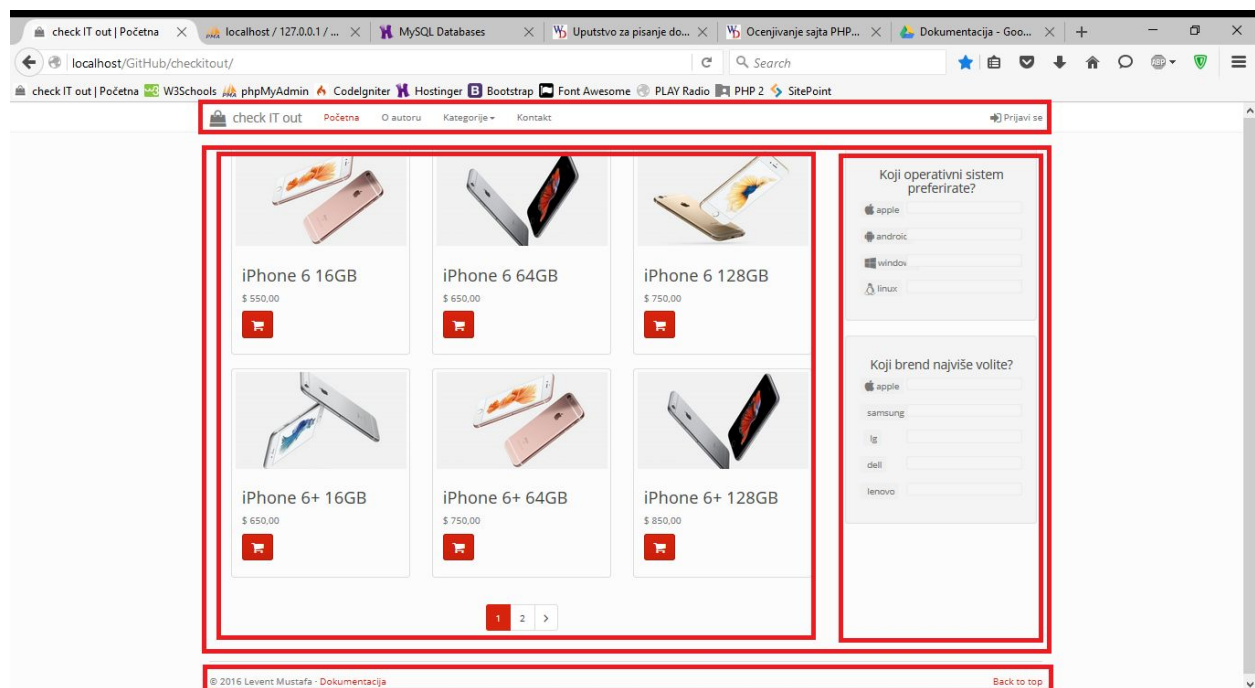 check IT out | Početna
localhost / 127.0.0.1 / ...
MySQL Databases
Uputstvo za pisanje do...
Ocenjivanje sajta PHP...
Dokumentacija - Goo...
localhost/GitHub/checkitout/
Search
ABP
check IT out | Početna
W3Schools
phpMyAdmin
CodeIgniter
Hostinger
Bootstrap
Font Awesome
PLAY Radio
PHP 2
SitePoint
check IT out
Početna
O autoru
Kategorije
Kontakt
Prijavi se
iPhone 6 16GB
$ 550,00
iPhone 6 64GB
$ 650,00
iPhone 6 128GB
$ 750,00
iPhone 6+ 16GB
$ 650,00
iPhone 6+ 64GB
$ 750,00
iPhone 6+ 128GB
$ 850,00
1 2 >
Koji operativni sistem
preferirate?
apple
android
window
linux
Koji brend najviše volite?
apple
samsung
lg
dell
lenovo
© 2016 Levent Mustafa · Dokumentacija
Back to top